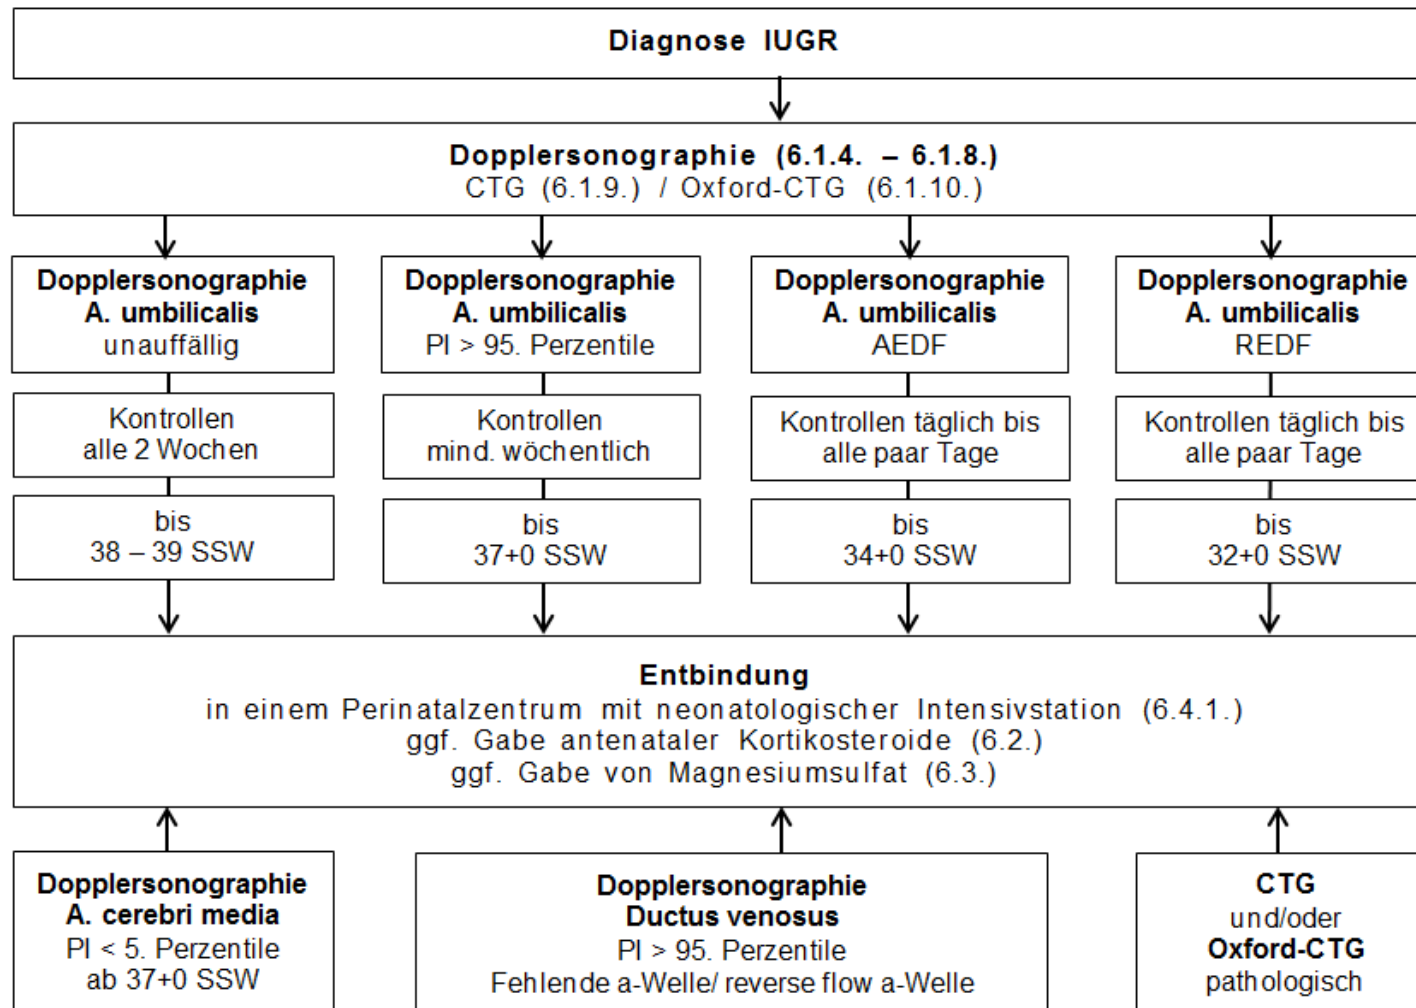 Diagnose IUGR
Dopplersonographie (6.1.4. – 6.1.8.)
CTG (6.1.9.) / Oxford-CTG (6.1.10.)
Dopplersonographie
A. umbilicalis
unauffällig
Dopplersonographie
A. umbilicalis
PI > 95. Perzentile
Dopplersonographie
A. umbilicalis
AEDF
Dopplersonographie
A. umbilicalis
REDF
Kontrollen
alle 2 Wochen
Kontrollen
mind. wöchentlich
Kontrollen täglich bis
alle paar Tage
Kontrollen täglich bis
alle paar Tage
bis
38 – 39 SSW
bis
37+0 SSW
bis
34+0 SSW
bis
32+0 SSW
Entbindung
in einem Perinatalzentrum mit neonatologischer Intensivstation (6.4.1.)
ggf. Gabe antenataler Kortikosteroide (6.2.)
ggf. Gabe von Magnesiumsulfat (6.3.)
Dopplersonographie
A. cerebri media
PI < 5. Perzentile
ab 37+0 SSW
Dopplersonographie
Ductus venosus
PI > 95. Perzentile
Fehlende a-Welle/ reverse flow a-Welle
CTG
und/oder
Oxford-CTG
pathologisch